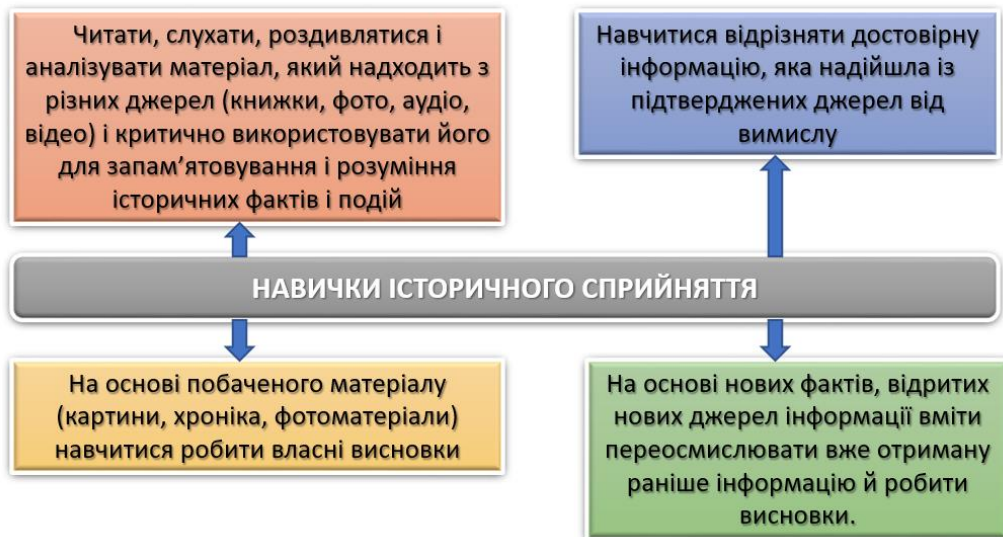 Читати, слухати, роздивлятися і
аналізувати матеріал, який надходить з
різних джерел (книжки, фото, аудіо,
відео) і критично використовувати його
для запам’ятовування і розуміння
історичних фактів і подій
Навчитися відрізняти достовірну
інформацію, яка надійшла із
підтверджених джерел від
вимислу
НАВИЧКИ ІСТОРИЧНОГО СПРИЙНЯТТЯ
На основі побаченого матеріалу
(картини, хроніка, фотоматеріали)
навчитися робити власні висновки
На основі нових фактів, відритих
нових джерел інформації вміти
переосмислювати вже отриману
раніше інформацію й робити
висновки.